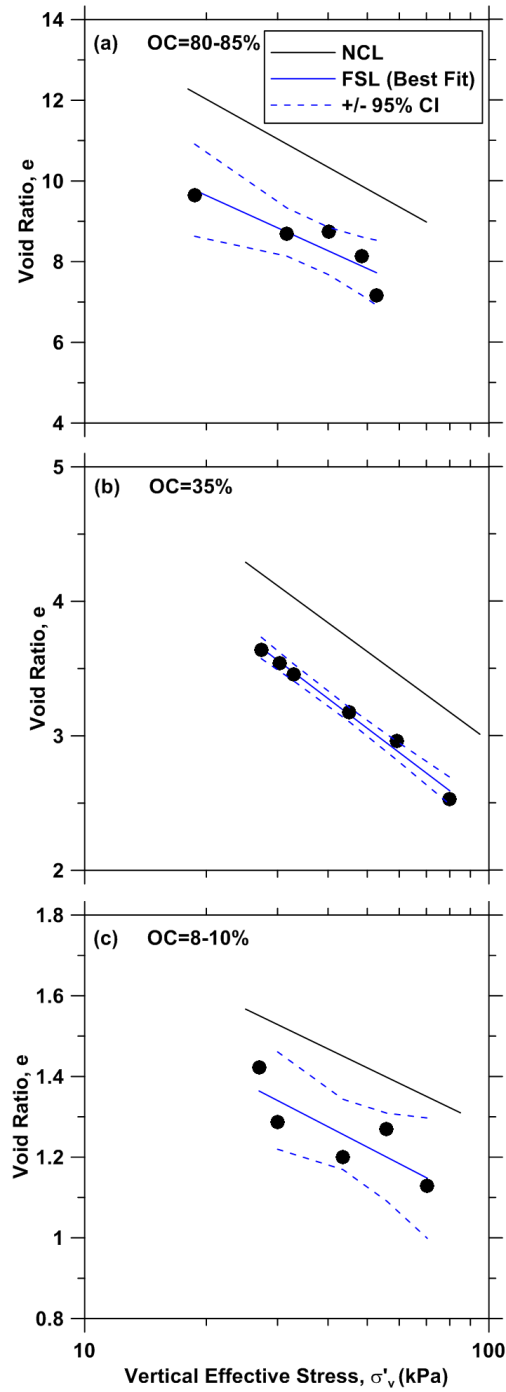 14
(a) OC=80-85%
NCL
FSL (Best Fit)
+/- 95% CI
12
10
8
6
4
Void Ratio, e
5
(b) OC=35%
4
3
2
Void Ratio, e
1.8
(c) OC=8-10%
1.6
1.4
1.2
1
0.8
Void Ratio, e
10 100
Vertical Effective Stress, σ'v (kPa)